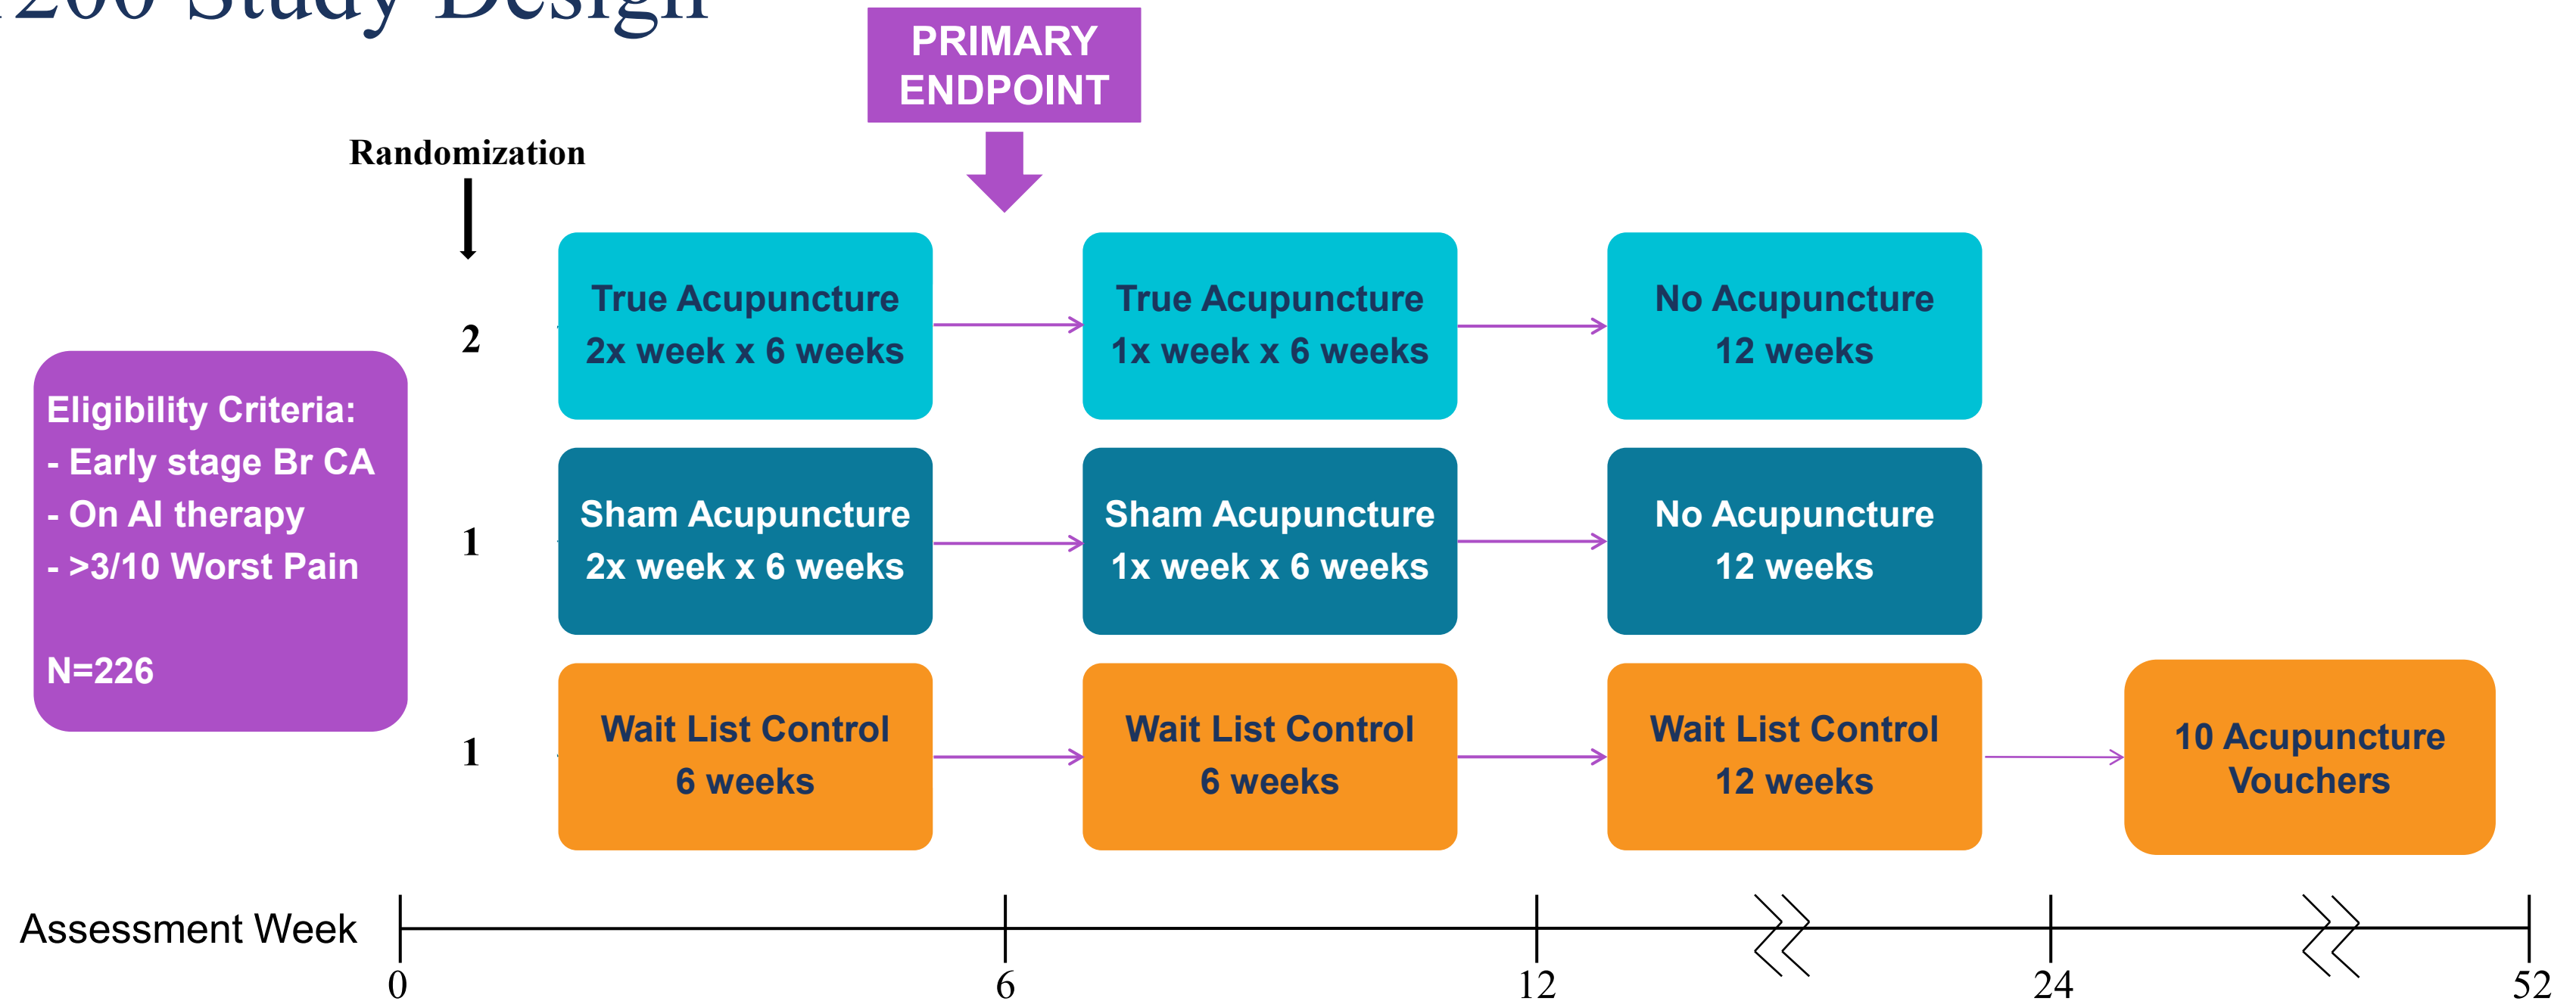 1200 Study Design
PRIMARY
ENDPOINT
Randomization
2
True Acupuncture
2x week x 6 weeks
True Acupuncture
1x week x 6 weeks
No Acupuncture
12 weeks
Eligibility Criteria:
- Early stage Br CA
- On AI therapy
- >3/10 Worst Pain
N=226
1
Sham Acupuncture
2x week x 6 weeks
Sham Acupuncture
1x week x 6 weeks
No Acupuncture
12 weeks
1
Wait List Control
6 weeks
Wait List Control
6 weeks
Wait List Control
12 weeks
10 Acupuncture
Vouchers
Assessment Week
0
6
12
24
52